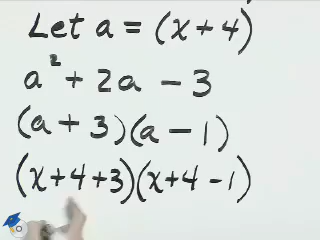 Let a = (x + 4)
a² + 2a - 3
(a + 3)(a - 1)
(x + 4 + 3)(x + 4 - 1)